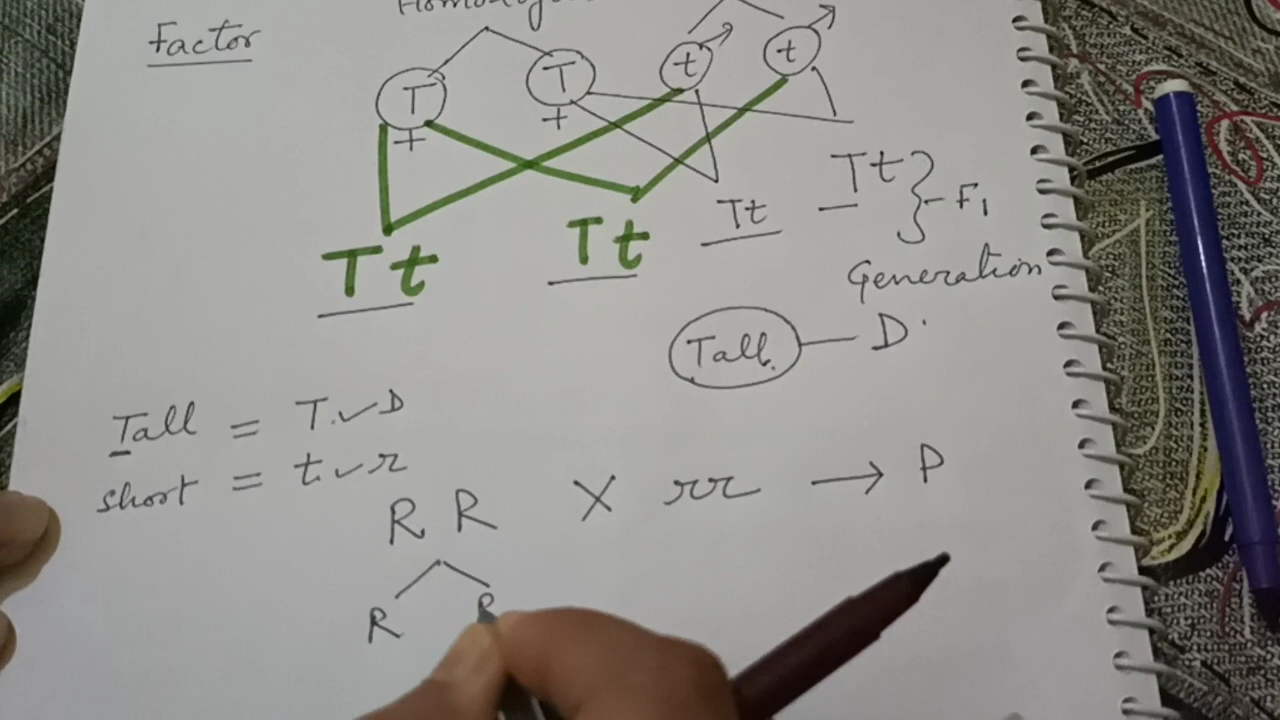 Factor
T T t t
+ +
Tt Tt Tt Tt } - F1
Generation
Tall - D
Tall = T. ✓ D
short = t. ✓ r
R R X rr → P
R R